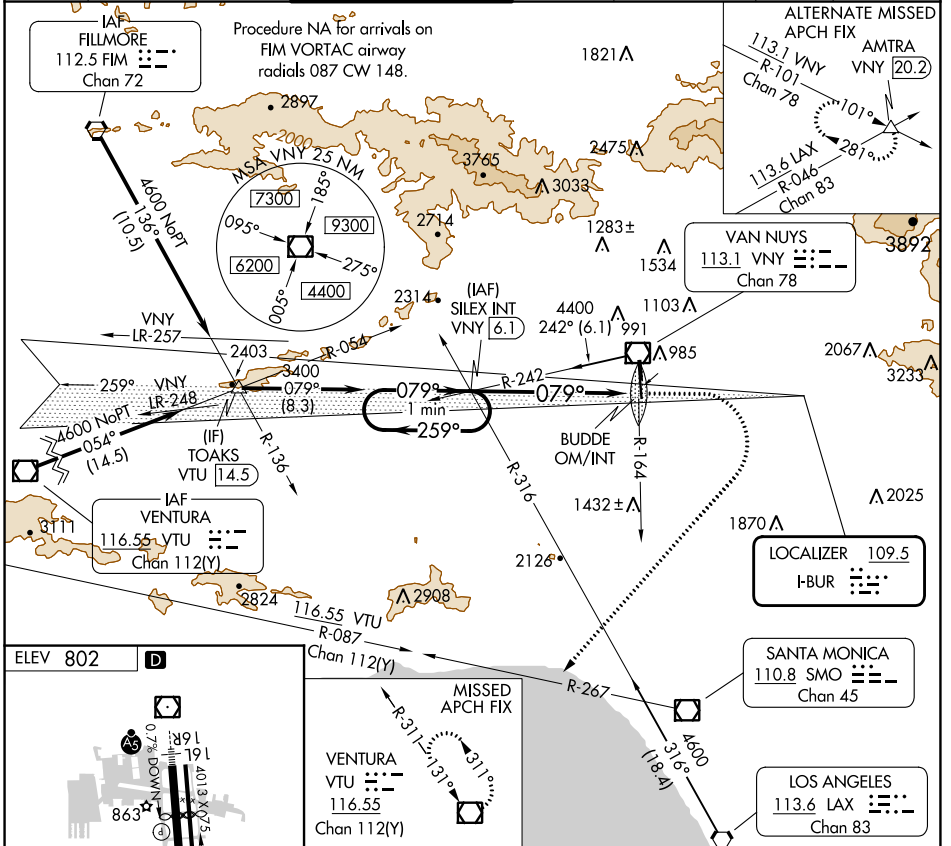 IAF
FILLMORE
112.5 FIM
Chan 72
Procedure NA for arrivals on
FIM VORTAC airway
radials 087 CW 148.
1821
ALTERNATE MISSED
APCH FIX
113.1 VNY
R-101
Chan 78
AMTRA
VNY 20.2
101°
281°
113.6 LAX
R-046
Chan 83
2897
2000
2475
3765
3033
MSA VNY 25 NM
7300
185°
095°
9300
6200
275°
4400
005°
4600 NoPT
136°
(10.5)
2714
1283±
1534
VAN NUYS
113.1 VNY
Chan 78
3892
2314
(IAF)
SILEX INT
VNY 6.1
4400
242° (6.1)
1103
991
985
VNY
LR-257
R-054
2403
3400
R-242
2067
3233
259°
VNY
LR-248
079°
(8.3)
079°
1 min
259°
079°
4600 NoPT
054°
(14.5)
(IF)
TOAKS
VTU 14.5
R-136
BUDDE
OM/INT
R-164
R-316
IAF
VENTURA
116.55 VTU
Chan 112(Y)
3111
1432±
1870
2025
LOCALIZER 109.5
I-BUR
2126
2824
2908
116.55 VTU
R-087
Chan 112(Y)
R-267
SANTA MONICA
110.8 SMO
Chan 45
4600
316°
(18.4)
LOS ANGELES
113.6 LAX
Chan 83
ELEV 802
D
A5
16R
16L
0.7% DOWN
4013 X 75
863
P
MISSED
APCH FIX
R-311
131°
311°
VENTURA
VTU
116.55
Chan 112(Y)